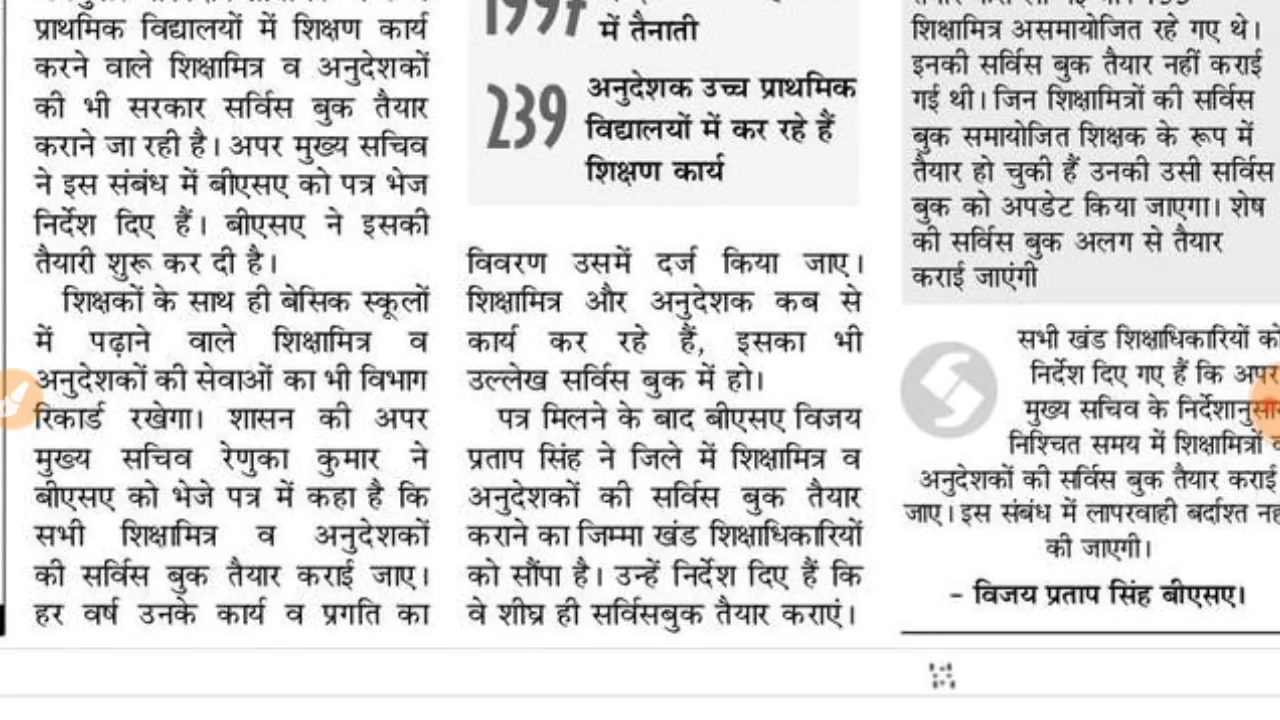 प्राथमिक विद्यालयों में शिक्षण कार्य
करने वाले शिक्षामित्र व अनुदेशकों
की भी सरकार सर्विस बुक तैयार
कराने जा रही है। अपर मुख्य सचिव
ने इस संबंध में बीएसए को पत्र भेज
निर्देश दिए हैं। बीएसए ने इसकी
तैयारी शुरू कर दी है।
शिक्षकों के साथ ही बेसिक स्कूलों
में पढ़ाने वाले शिक्षामित्र व
अनुदेशकों की सेवाओं का भी विभाग
रिकार्ड रखेगा। शासन की अपर
मुख्य सचिव रेणुका कुमार ने
बीएसए को भेजे पत्र में कहा है कि
सभी शिक्षामित्र व अनुदेशकों
की सर्विस बुक तैयार कराई जाए।
हर वर्ष उनके कार्य व प्रगति का
में तैनाती
239 अनुदेशक उच्च प्राथमिक
विद्यालयों में कर रहे हैं
शिक्षण कार्य
विवरण उसमें दर्ज किया जाए।
शिक्षामित्र और अनुदेशक कब से
कार्य कर रहे हैं, इसका भी
उल्लेख सर्विस बुक में हो।
पत्र मिलने के बाद बीएसए विजय
प्रताप सिंह ने जिले में शिक्षामित्र व
अनुदेशकों की सर्विस बुक तैयार
कराने का जिम्मा खंड शिक्षाधिकारियों
को सौंपा है। उन्हें निर्देश दिए हैं कि
वे शीघ्र ही सर्विसबुक तैयार कराएं।
शिक्षामित्र असमायोजित रहे गए थे।
इनकी सर्विस बुक तैयार नहीं कराई
गई थी। जिन शिक्षामित्रों की सर्विस
बुक समायोजित शिक्षक के रूप में
तैयार हो चुकी हैं उनकी उसी सर्विस
बुक को अपडेट किया जाएगा। शेष
की सर्विस बुक अलग से तैयार
कराई जाएंगी
सभी खंड शिक्षाधिकारियों को
निर्देश दिए गए हैं कि अपर
मुख्य सचिव के निर्देशानुसार
निश्चित समय में शिक्षामित्रों
अनुदेशकों की सर्विस बुक तैयार कराई
जाए। इस संबंध में लापरवाही बर्दाश्त
की जाएगी।
- विजय प्रताप सिंह बीएसए।